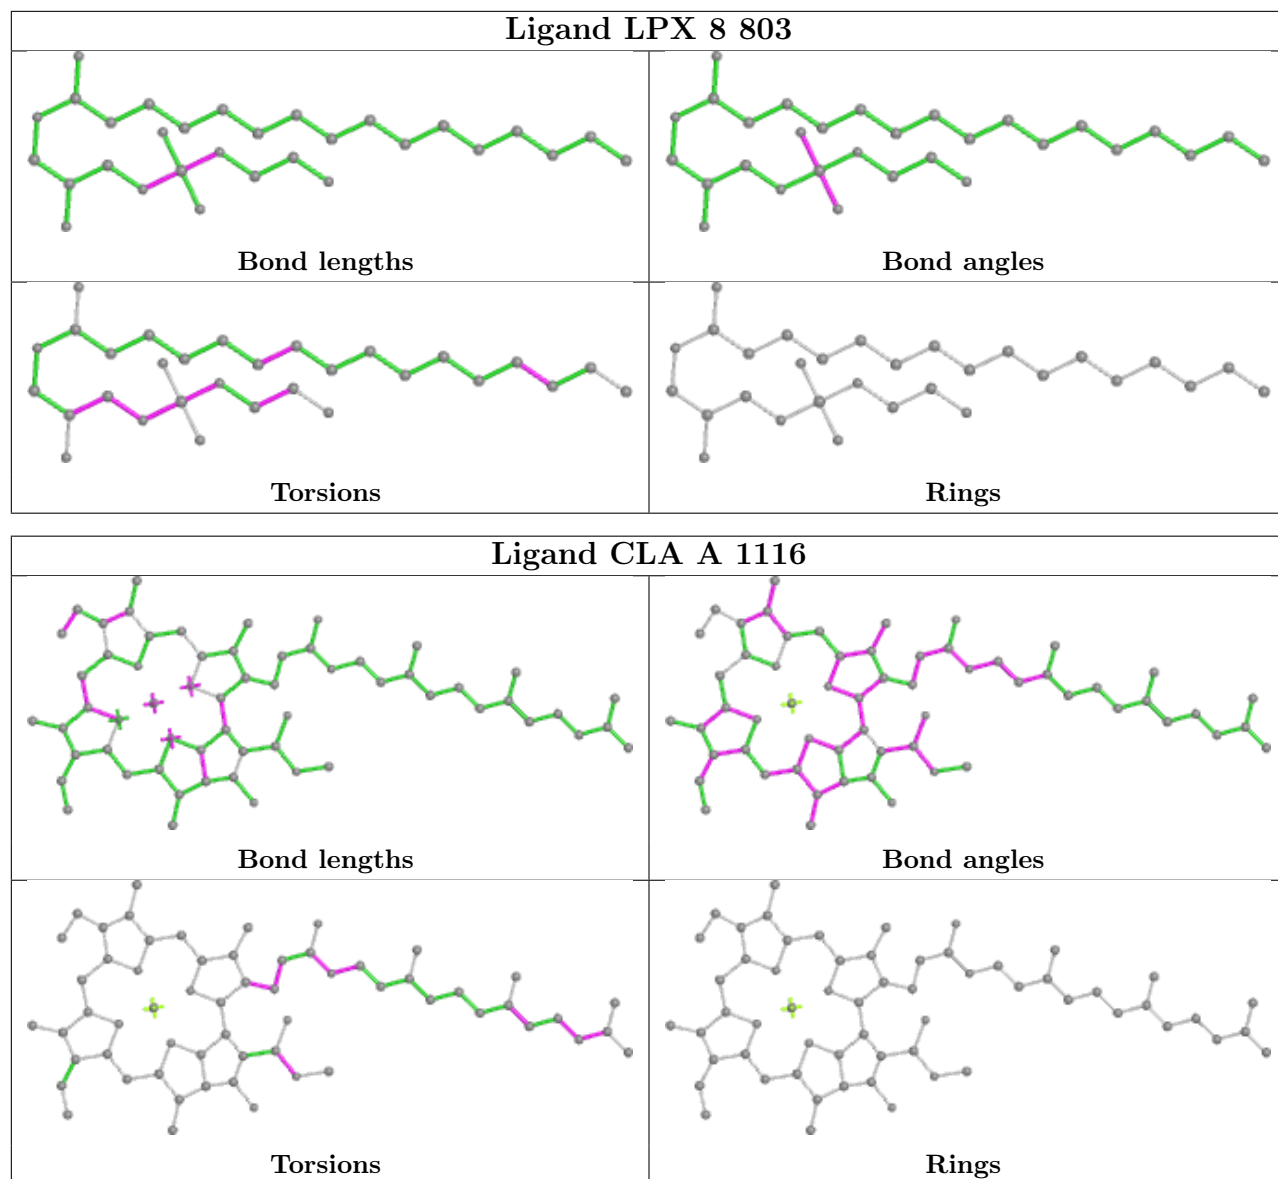 Ligand LPX 8 803
Bond lengths
Bond angles
Torsions
Rings
Ligand CLA A 1116
Bond lengths
Bond angles
Torsions
Rings